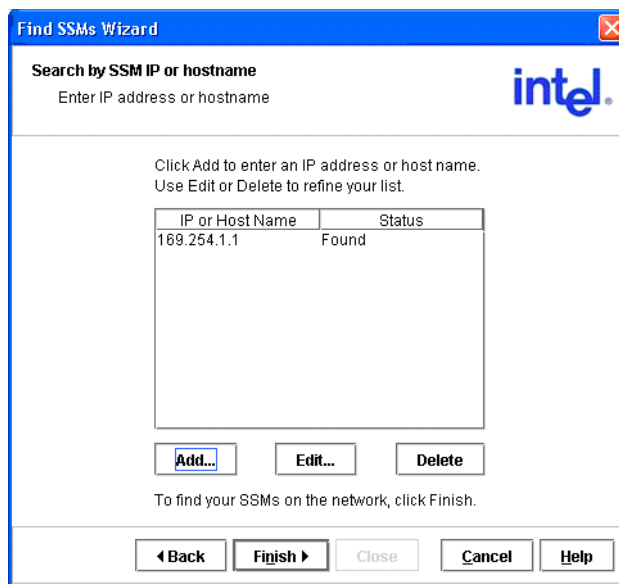 Find SSMs Wizard
Search by SSM IP or hostname
Enter IP address or hostname
intel.
Click Add to enter an IP address or host name.
Use Edit or Delete to refine your list.
IP or Host Name Status
169.254.1.1 Found
Add... Edit... Delete
To find your SSMs on the network, click Finish.
Back Finish Close Cancel Help